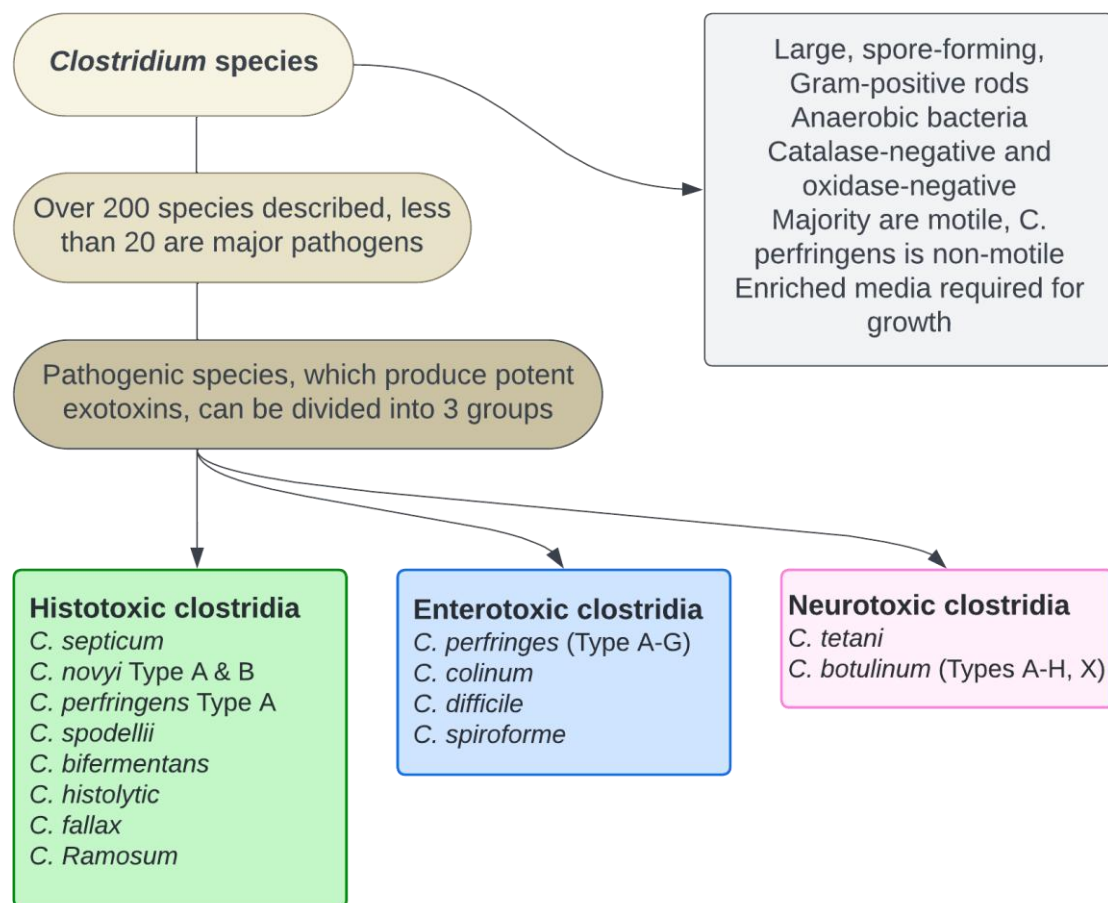 Clostridium species
Large, spore-forming,
Gram-positive rods
Anaerobic bacteria
Catalase-negative and
oxidase-negative
Majority are motile, C.
perfringens is non-motile
Enriched media required for
growth
Over 200 species described, less
than 20 are major pathogens
Pathogenic species, which produce potent
exotoxins, can be divided into 3 groups
Histotoxic clostridia
C. septicum
C. novyi Type A & B
C. perfringens Type A
C. spodellii
C. bifermentans
C. histolytic
C. fallax
C. Ramosum
Enterotoxic clostridia
C. perfringes (Type A-G)
C. colinum
C. difficile
C. spiroforme
Neurotoxic clostridia
C. tetani
C. botulinum (Types A-H, X)